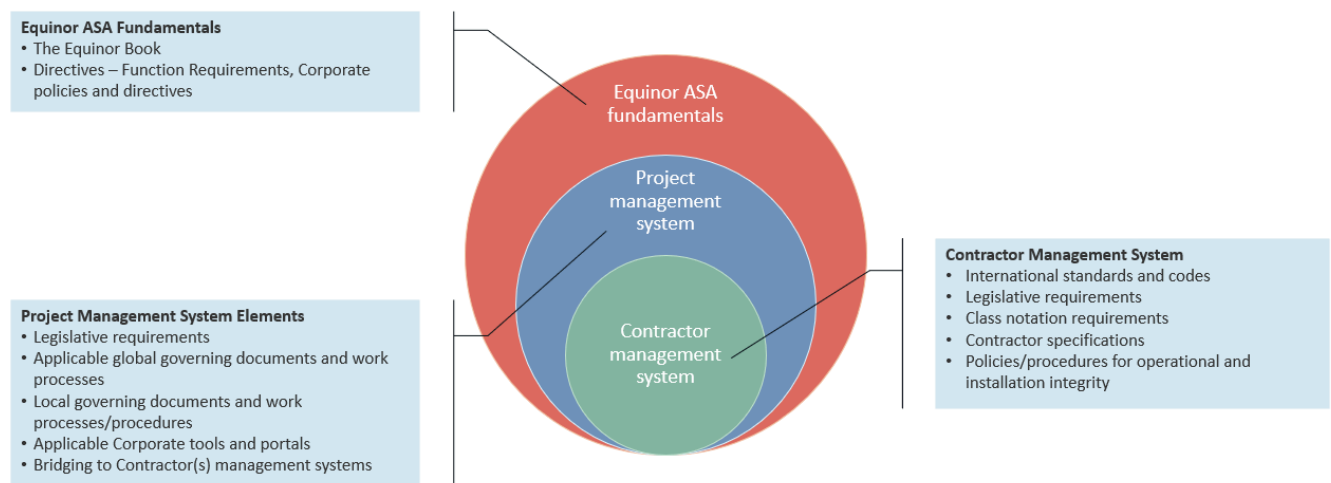 Equinor ASA Fundamentals
• The Equinor Book
• Directives – Function Requirements, Corporate
policies and directives
Equinor ASA
fundamentals
Project
management
system
Contractor
management
system
Contractor Management System
• International standards and codes
• Legislative requirements
• Class notation requirements
• Contractor specifications
• Policies/procedures for operational and
installation integrity
Project Management System Elements
• Legislative requirements
• Applicable global governing documents and work
processes
• Local governing documents and work
processes/procedures
• Applicable Corporate tools and portals
• Bridging to Contractor(s) management systems